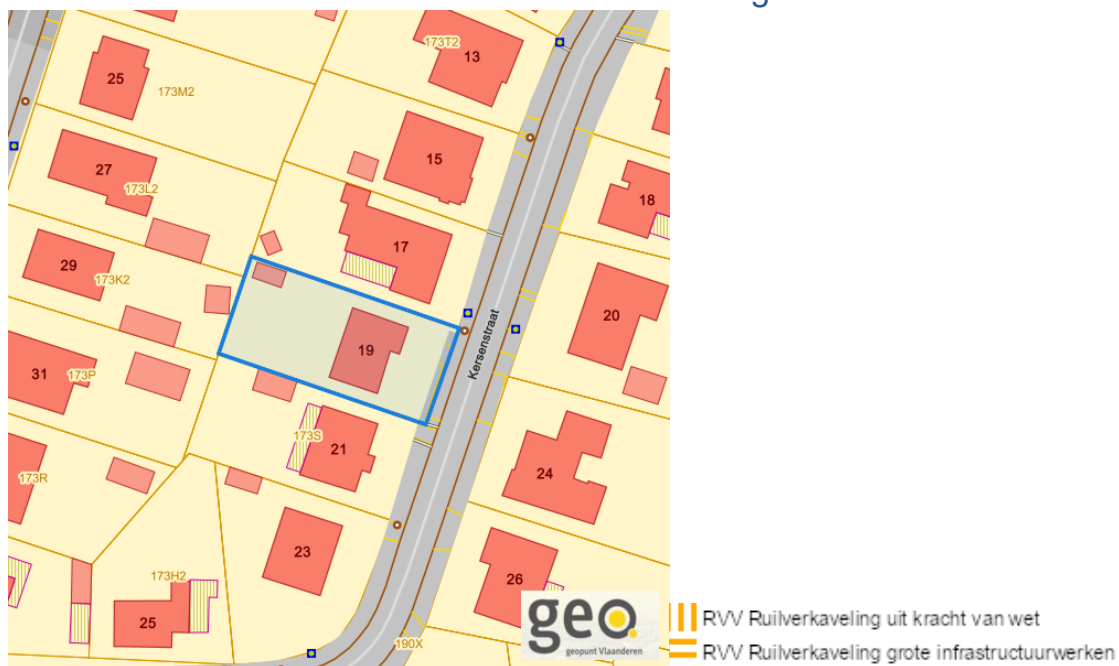 13
173T2
25
173M2
15
27
173L2
18
17
29
173K2
20
19
Kersenstraat
31
173P
173S
21
24
173R
23
26
173H2
25
190X
geo
geopunt Vlaanderen
RVV Ruilverkaveling uit kracht van wet
RVV Ruilverkaveling grote infrastructuurwerken